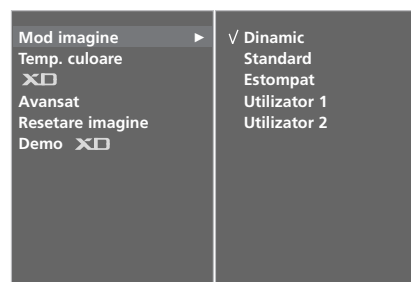 Mod imagine ►
Temp. culoare
XD
Avansat
Resetare imagine
Demo XD
√ Dinamic
Standard
Estompat
Utilizator 1
Utilizator 2